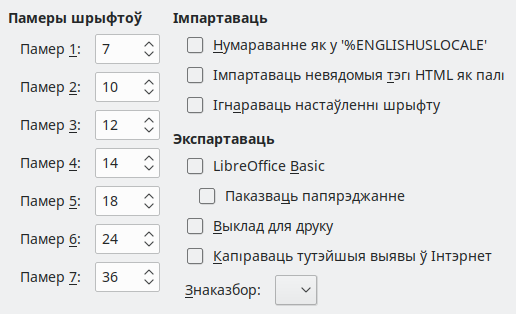 Памеры шрыфтоў
Памер 1: 7
Памер 2: 10
Памер 3: 12
Памер 4: 14
Памер 5: 18
Памер 6: 24
Памер 7: 36
Імпартаваць
Нумараванне як у '%ENGLISHUSLOCALE'
Імпартаваць невядомыя тэгі HTML як
Ігнараваць настаўленні шрыфту
Экспартаваць
LibreOffice Basic
Паказваць папярэджанне
Выклад для друку
Капіраваць тутэйшыя выявы ў Інтэрнет
Знаказбор: